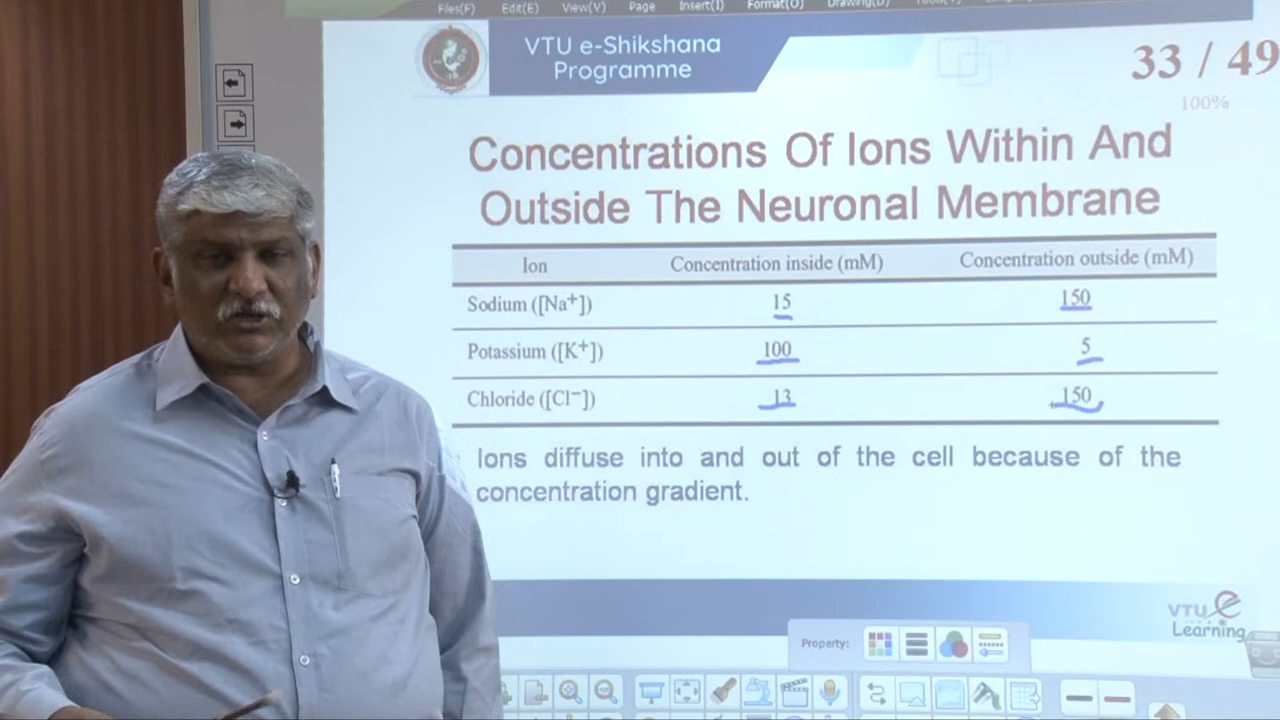 Files(F) Edit(E) View(V) Page Insert(I) Format(O) Drawing(D)
VTU e-Shikshana
Programme
33 / 49
100%
Concentrations Of Ions Within And
Outside The Neuronal Membrane
Ion Concentration inside (mM) Concentration outside (mM)
Sodium ([Na⁺]) 15 150
Potassium ([K⁺]) 100 5
Chloride ([Cl⁻]) 13 150
Ions diffuse into and out of the cell because of the
concentration gradient.
VTU e
Learning
Property: